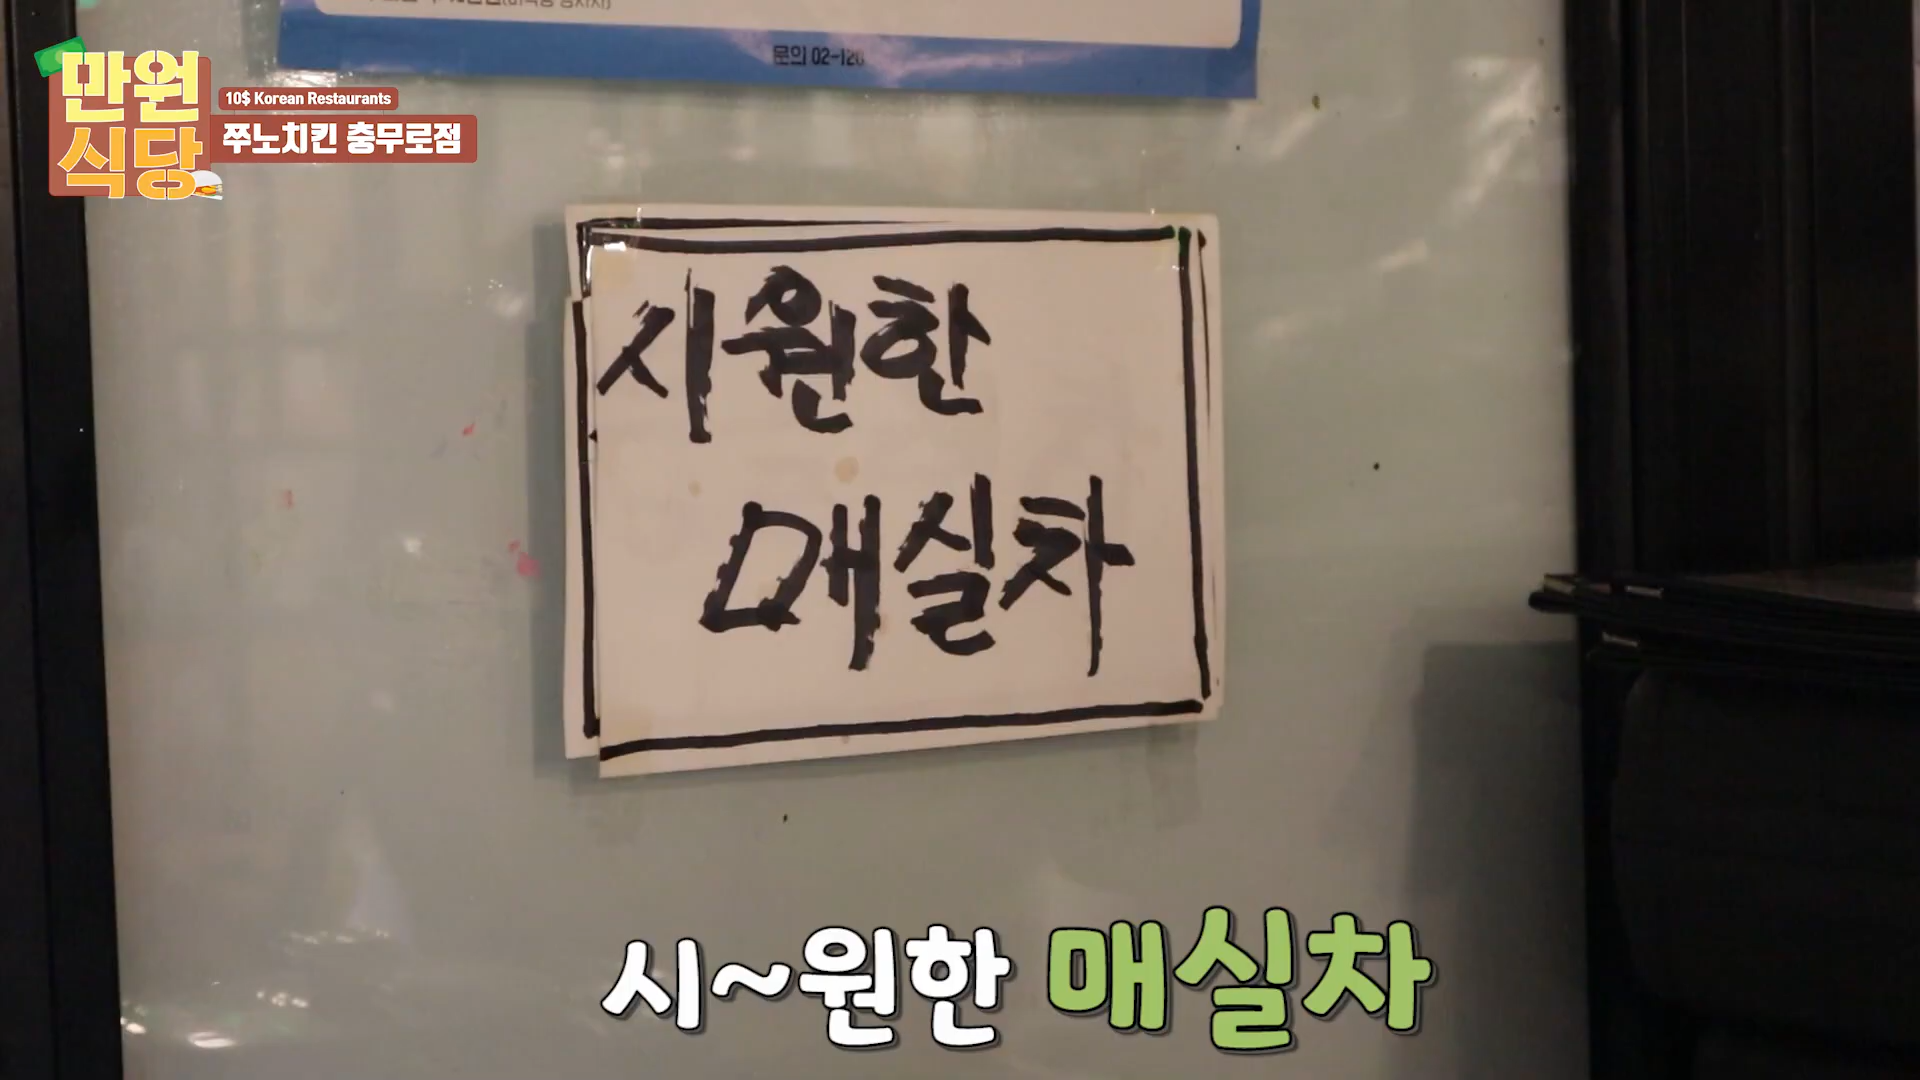 문의 02-120
만원
식당
10$ Korean Restaurants
쭈노치킨 충무로점
시원한
매실차
시~원한 매실차